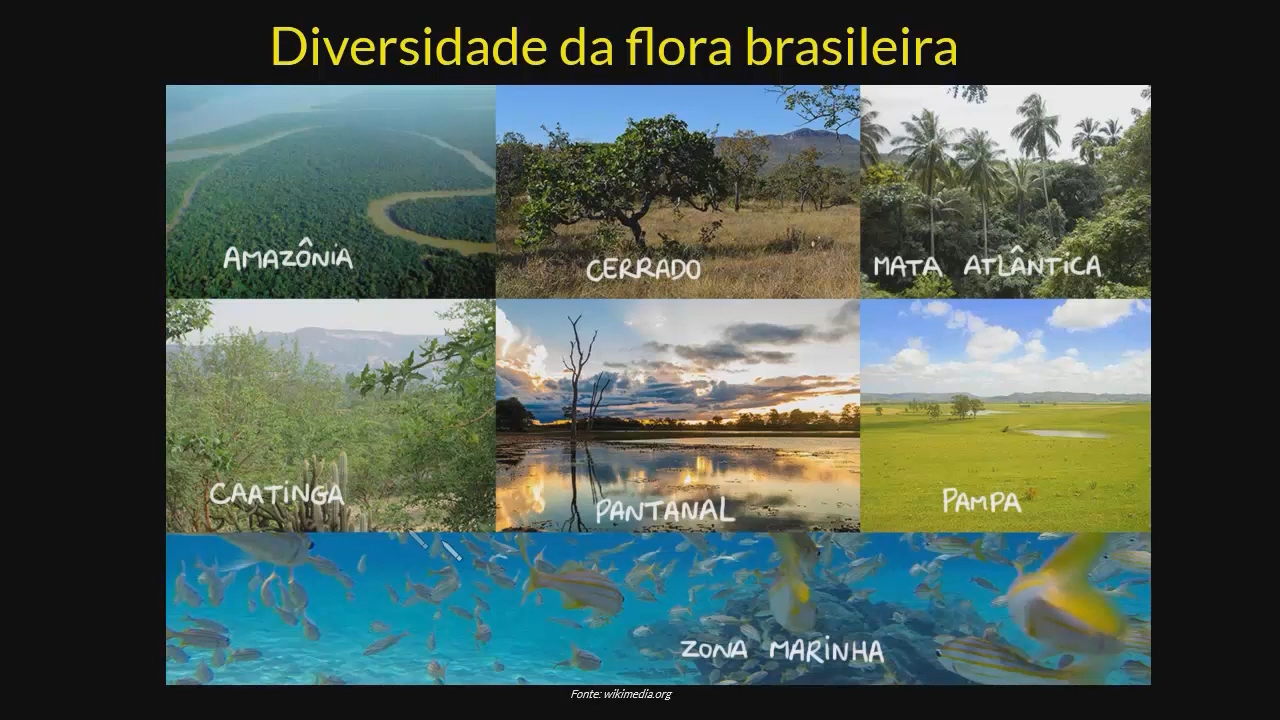 Diversidade da flora brasileira
AMAZÔNIA
CERRADO
MATA ATLÂNTICA
CAATINGA
PANTANAL
PAMPA
ZONA MARINHA
Fonte: wikimedia.org